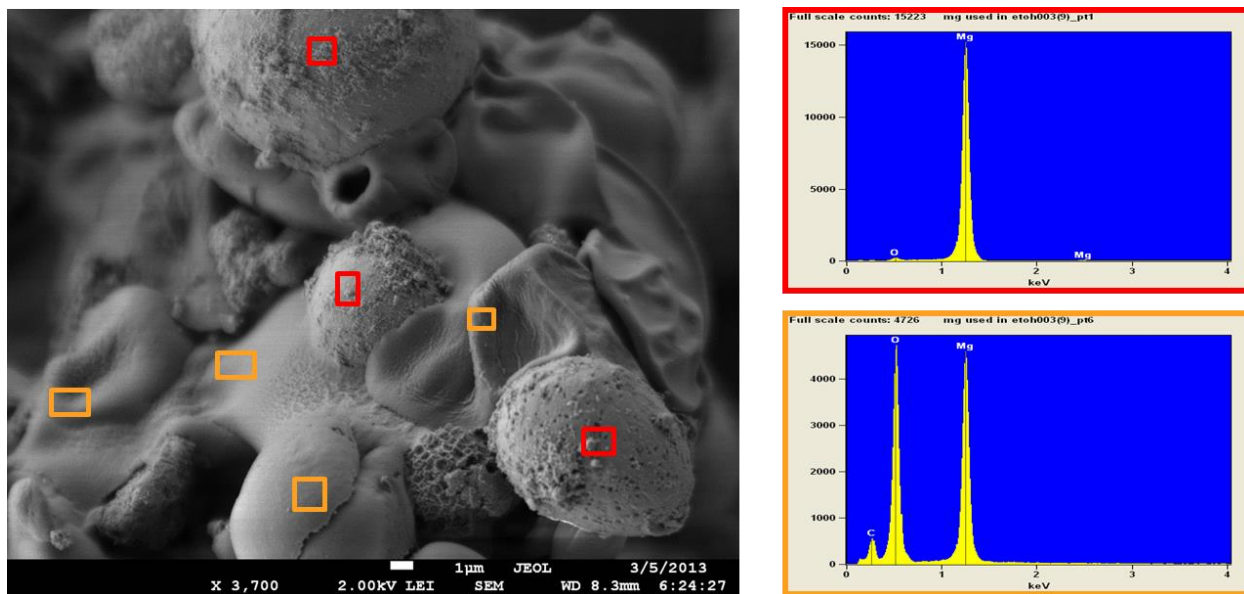 1μm JEOL 3/5/2013
X 3,700 2.00kV LEI SEM WD 8.3mm 6:24:27
Full scale counts: 15223 mg used in etoh003(9)_pt1
Mg
15000
10000
5000
O
Mg
0
0 1 2 3 4
keV
Full scale counts: 4726 mg used in etoh003(9)_pt6
O
Mg
4000
3000
2000
1000
C
0
0 1 2 3 4
keV